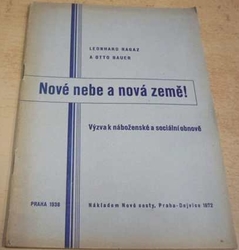 LEONHARD RAGAZ
A OTTO BAUER
Nové nebe a nová země!
Výzva k náboženské a sociální obnově
PRAHA 1938
Nákladem Nové cesty, Praha-Dejvice 1075